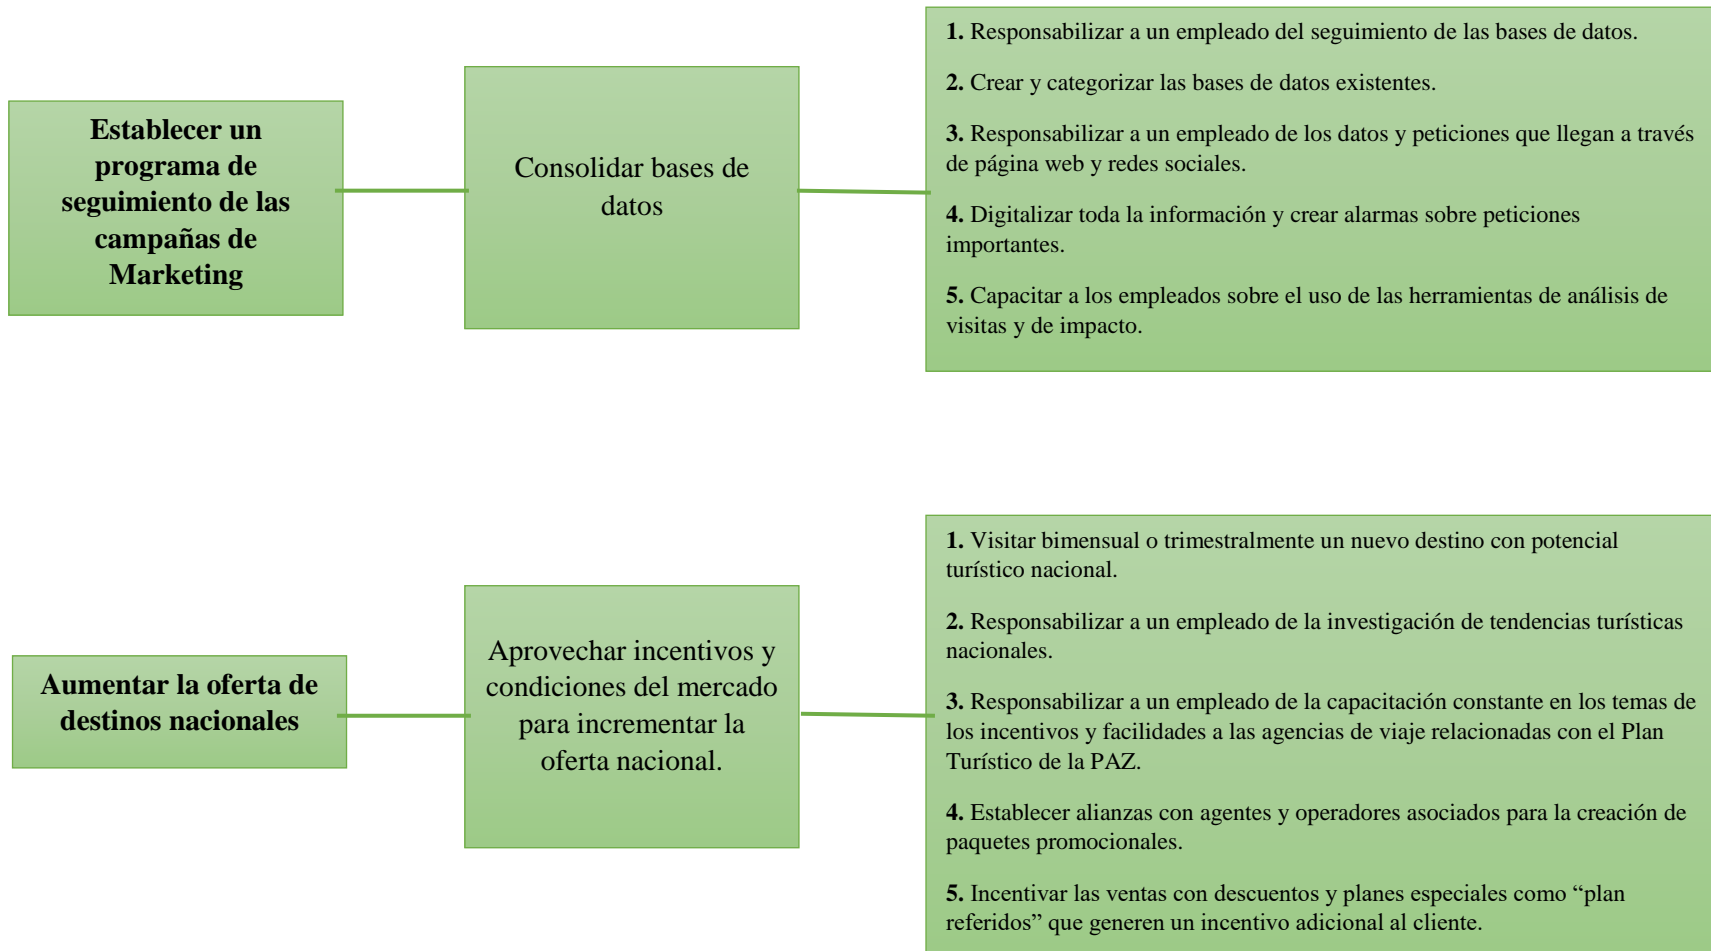 Establecer un
programa de
seguimiento de las
campañas de
Marketing
Consolidar bases de
datos
1. Responsabilizar a un empleado del seguimiento de las bases de datos.
2. Crear y categorizar las bases de datos existentes.
3. Responsabilizar a un empleado de los datos y peticiones que llegan a través
de página web y redes sociales.
4. Digitalizar toda la información y crear alarmas sobre peticiones
importantes.
5. Capacitar a los empleados sobre el uso de las herramientas de análisis de
visitas y de impacto.
Aumentar la oferta de
destinos nacionales
Aprovechar incentivos y
condiciones del mercado
para incrementar la
oferta nacional.
1. Visitar bimensual o trimestralmente un nuevo destino con potencial
turístico nacional.
2. Responsabilizar a un empleado de la investigación de tendencias turísticas
nacionales.
3. Responsabilizar a un empleado de la capacitación constante en los temas de
los incentivos y facilidades a las agencias de viaje relacionadas con el Plan
Turístico de la PAZ.
4. Establecer alianzas con agentes y operadores asociados para la creación de
paquetes promocionales.
5. Incentivar las ventas con descuentos y planes especiales como “plan
referidos” que generen un incentivo adicional al cliente.